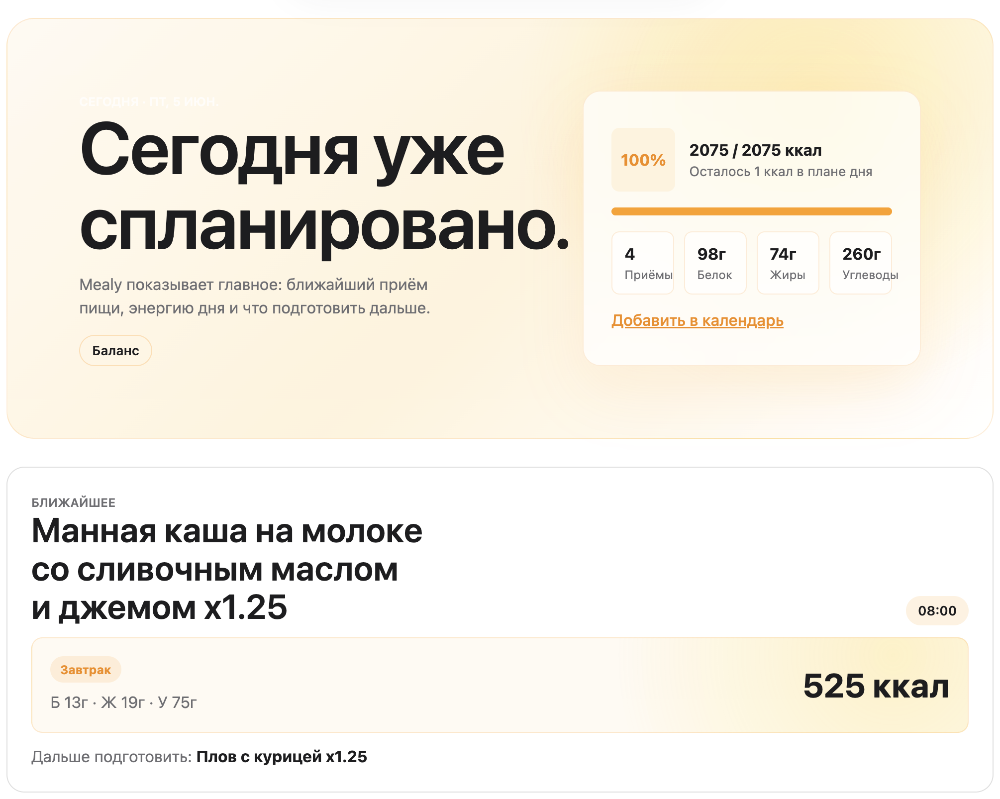 СЕГОДНЯ · ПТ, 5 ИЮН.
Сегодня уже
спланировано.
Mealy показывает главное: ближайший приём
пищи, энергию дня и что подготовить дальше.
Баланс
100%
2075 / 2075 ккал
Осталось 1 ккал в плане дня
4
Приёмы
98г
Белок
74г
Жиры
260г
Углеводы
Добавить в календарь
БЛИЖАЙШЕЕ
Манная каша на молоке
со сливочным маслом
и джемом x1.25
08:00
Завтрак
Б 13г · Ж 19г · У 75г
525 ккал
Дальше подготовить: Плов с курицей x1.25